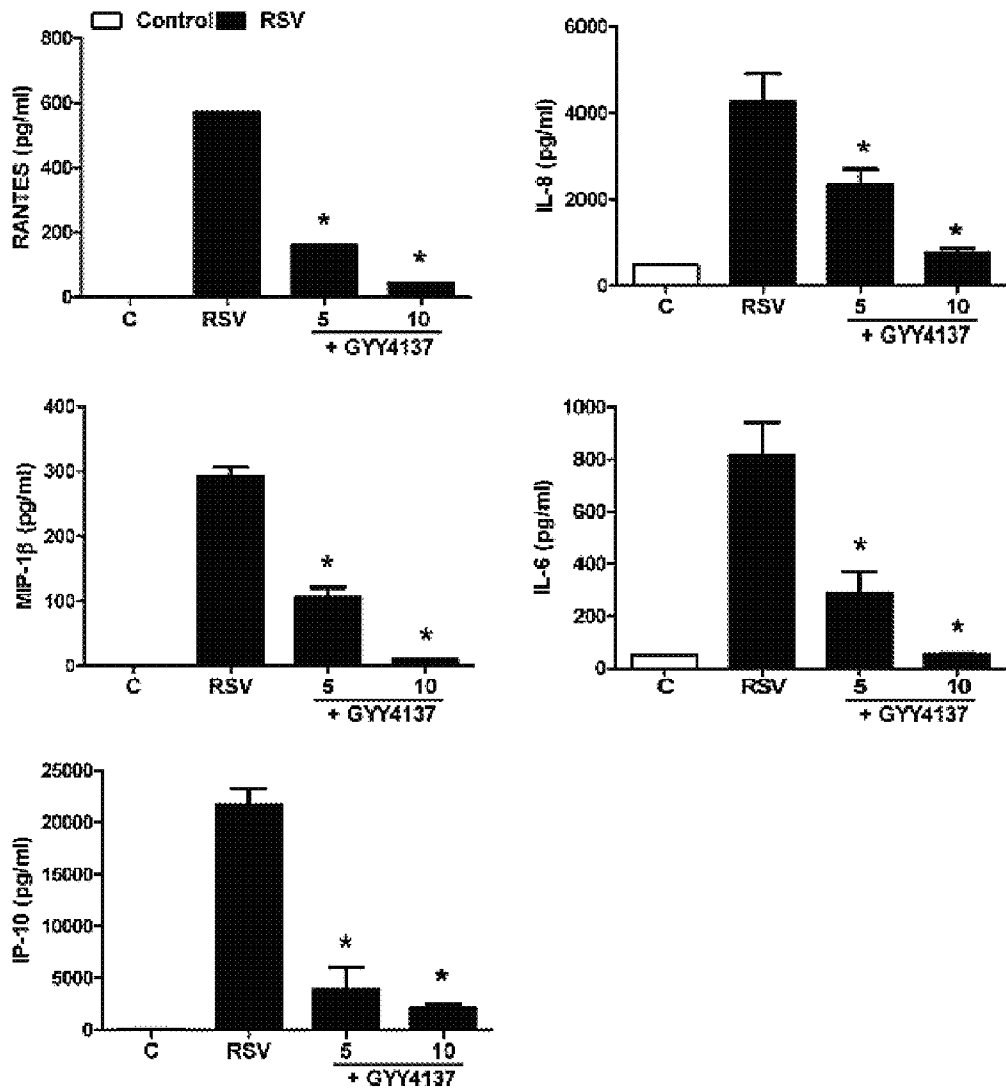 Control RSV
800
600
400
200
0
RANTES (pg/ml)
C RSV 5 10
+ GYY4137
6000
4000
2000
0
IL-8 (pg/ml)
*
*
C RSV 5 10
+ GYY4137
*
*
400
300
200
100
0
MIP-1β (pg/ml)
*
*
C RSV 5 10
+ GYY4137
1000
800
600
400
200
0
IL-6 (pg/ml)
*
*
C RSV 5 10
+ GYY4137
25000
20000
15000
10000
5000
0
IP-10 (pg/ml)
*
*
C RSV 5 10
+ GYY4137